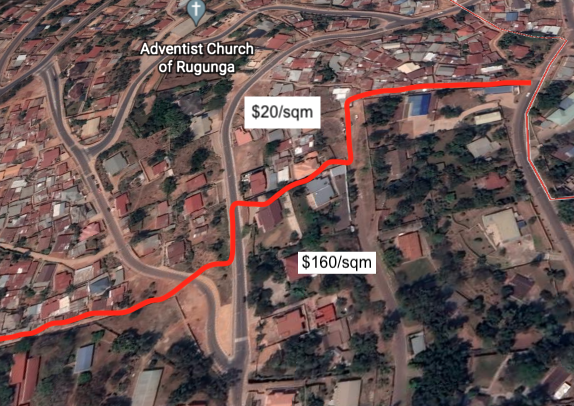 Adventist Church
of Rugunga
$20/sqm
$160/sqm